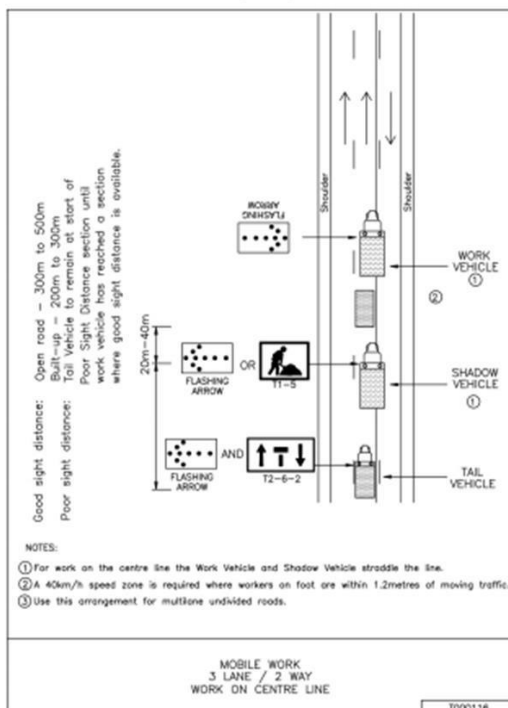 Good sight distance: Open road - 300m to 500m
Built-up - 200m to 300m
Poor sight distance: Tail Vehicle to remain at start of
Poor Sight Distance section until
work vehicle has reached a section
where good sight distance is available.
Shoulder
Shoulder
FLASHING
ARROW
WORK
VEHICLE
①
②
20m-40m
FLASHING
ARROW
OR
T1-5
SHADOW
VEHICLE
①
FLASHING
ARROW
AND
T2-6-2
TAIL
VEHICLE
NOTES:
① For work on the centre line the Work Vehicle and Shadow Vehicle straddle the line.
② A 40km/h speed zone is required where workers on foot are within 1.2metres of moving traffic.
③ Use this arrangement for multilane undivided roads.
MOBILE WORK
3 LANE / 2 WAY
WORK ON CENTRE LINE